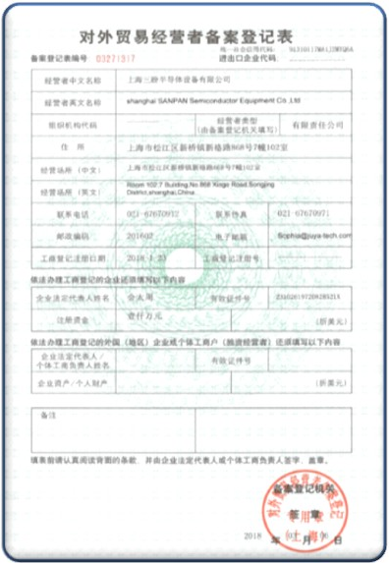 对外贸易经营者备案登记表
统一社会信用代码:
备案登记表编号 03271317 进出口企业代码:
经营者中文名称 上海三槮半导体设备有限公司
经营者英文名称 shanghai SANPAN Semiconductor Equipment Co.,Ltd
组织机构代码 经营者类型 (由备案登记机关填写) 有限责任公司
住 所 上海市松江区新桥镇新格路868号7幢102室
经营场所(中文) 上海市松江区新桥镇新格路868号7幢102室
经营场所(英文) Room 102,7 Building,No.868 Xinge Road,Songjiang
District,shanghai,China.
联系电话 021-67670972 联系传真 021-67670971
邮政编码 201612 电子邮箱 Sophia@juya-tech.com
工商登记注册日期 工商登记注册号
依法办理工商登记的企业还须填写以下内容
企业法定代表人姓名 有效证件号
注册资金 壹仟万元 (折美元)
依法办理工商登记的外国(地区)企业或个体工商户(独资经营者)还须填写以下内容
企业法定代表人/
个体工商负责人姓名 有效证件号
企业资产/个人财产 (折美元)
备注
填表前请认真阅读背面的条款,并由企业法定代表人或个体工商负责人签字、盖章。
备案登记机关
签 章
2018 年 月 日